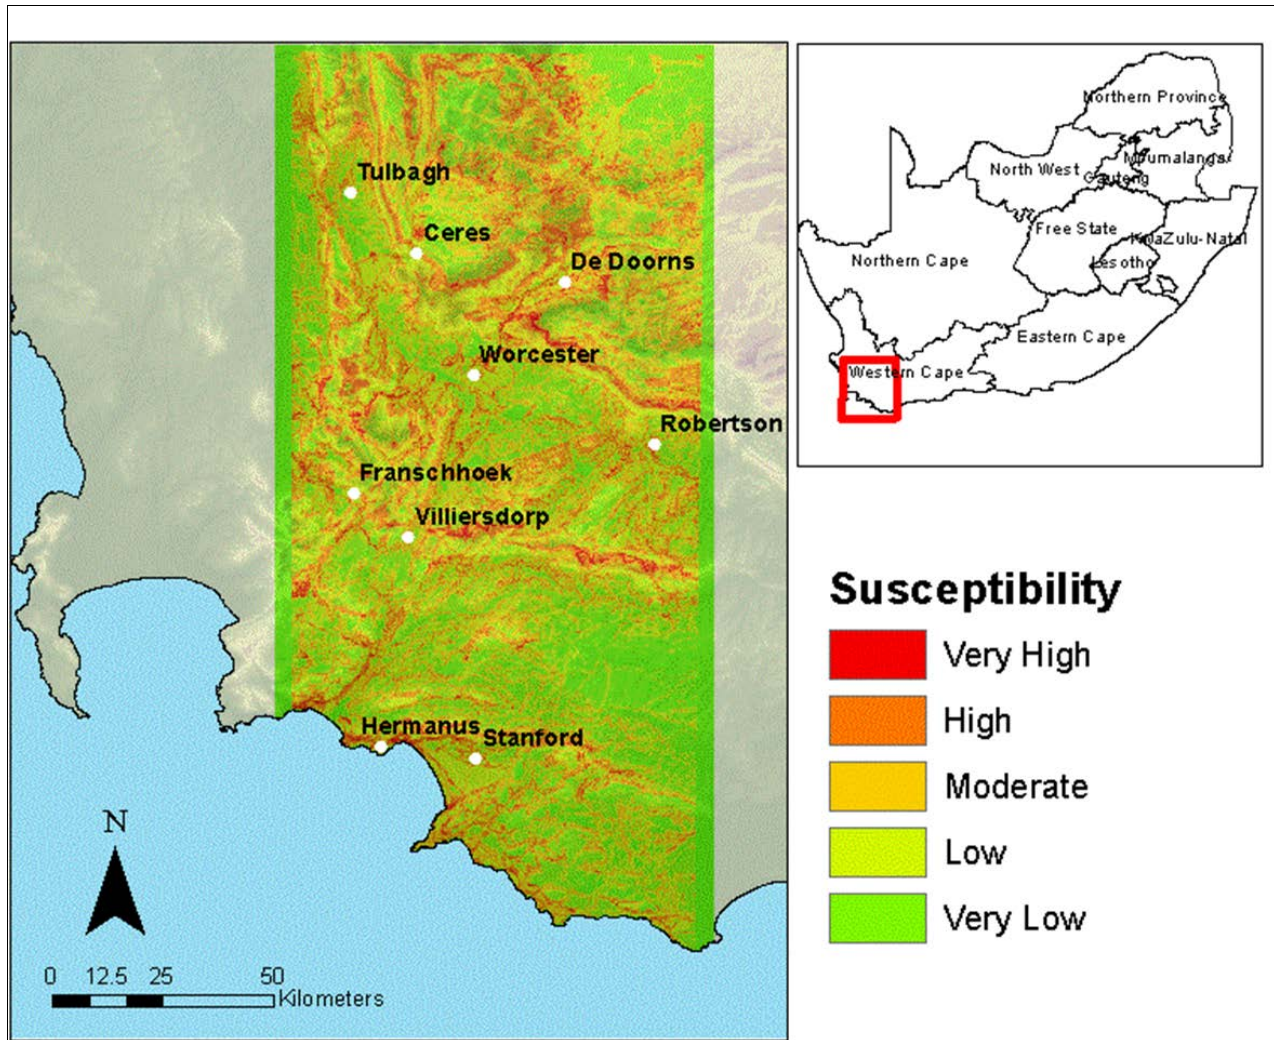 Tulbagh
Ceres
De Doorns
Worcester
Robertson
Franschhoek
Villiersdorp
Hermanus
Stanford
N
0 12.5 25 50
Kilometers
Northern Province
North West
Mpumalanga
Gauteng
Free State
KwaZulu-Natal
Lesotho
Northern Cape
Eastern Cape
Western Cape
Susceptibility
Very High
High
Moderate
Low
Very Low